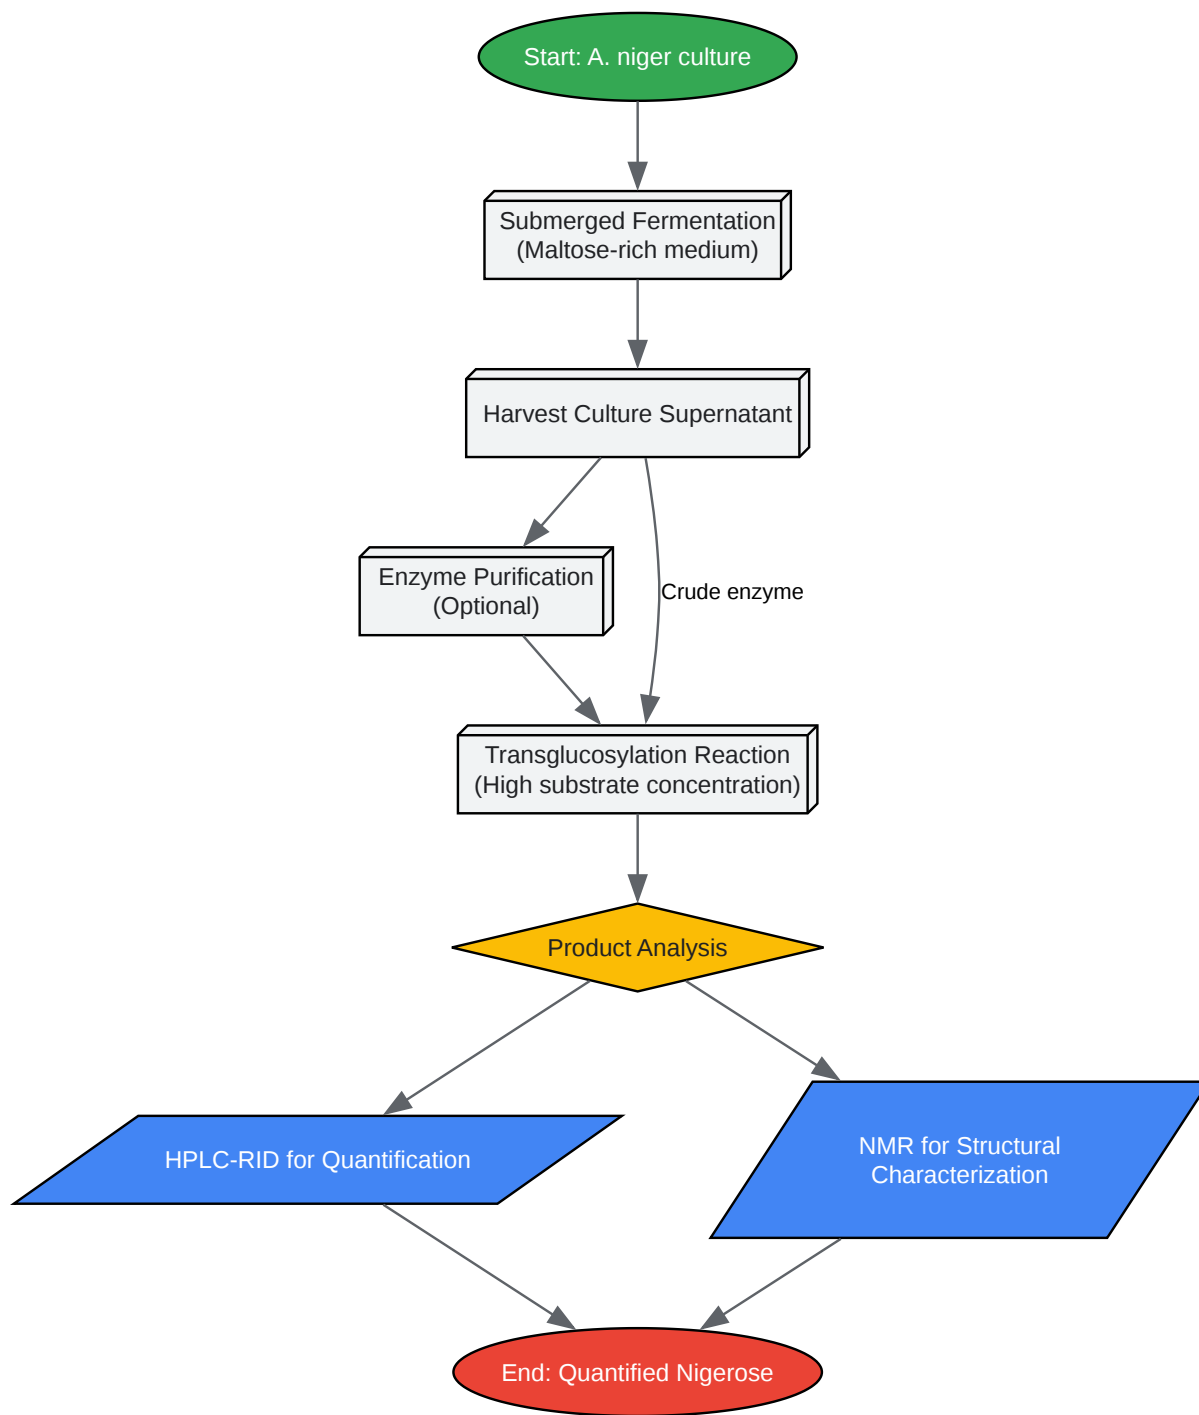 Start: A. niger culture
Submerged Fermentation
(Maltose-rich medium)
Harvest Culture Supernatant
Enzyme Purification
(Optional)
Crude enzyme
Transglucosylation Reaction
(High substrate concentration)
Product Analysis
HPLC-RID for Quantification
NMR for Structural
Characterization
End: Quantified Nigerose